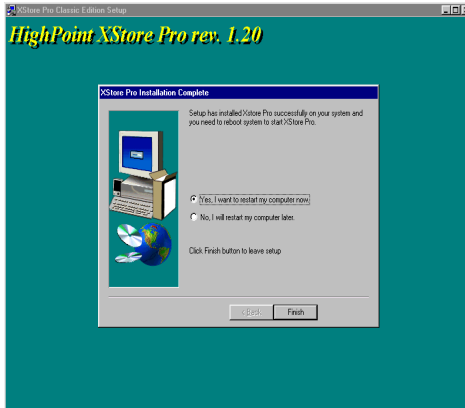 XStore Pro Classic Edition Setup
HighPoint XStore Pro rev. 1.20
XStore Pro Installation Complete
Setup has installed Xstore Pro successfully on your system and
you need to reboot system to start XStore Pro.
Yes, I want to restart my computer now.
No, I will restart my computer later.
Click Finish button to leave setup
< Back
Finish